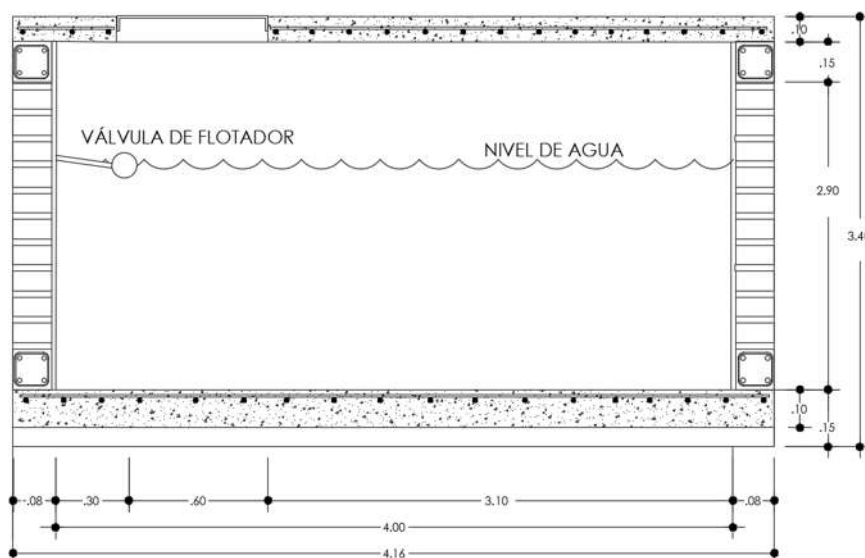 .10
.15
VÁLVULA DE FLOTADOR
NIVEL DE AGUA
2.90
.10
.15
.08 .30 .60 3.10 .08
4.00
4.16